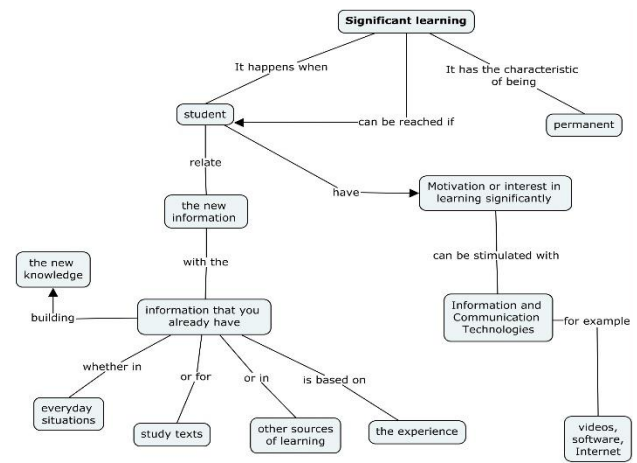 Significant learning
It happens when
It has the characteristic
of being
student
can be reached if
permanent
relate
have
Motivation or interest in
learning significantly
the new
information
with the
can be stimulated with
the new
knowledge
building
information that you
already have
Information and
Communication
Technologies
for example
whether in
or for
or in
is based on
everyday
situations
study texts
other sources
of learning
the experience
videos,
software,
Internet